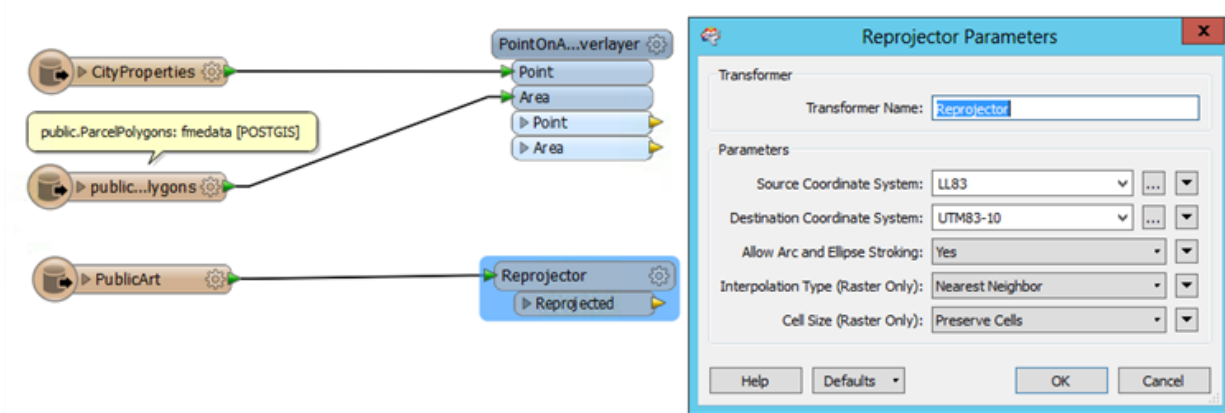 CityProperties
public.ParcelPolygons: fmedata [POSTGIS]
public...lygons
PublicArt
PointOnA...verlayer
Point
Area
Point
Area
Reprojector
Reprojected
Reprojector Parameters
x
Transformer
Transformer Name: Reprojector
Parameters
Source Coordinate System: LL83 ...
Destination Coordinate System: UTM83-10 ...
Allow Arc and Ellipse Stroking: Yes
Interpolation Type (Raster Only): Nearest Neighbor
Cell Size (Raster Only): Preserve Cells
Help Defaults OK Cancel